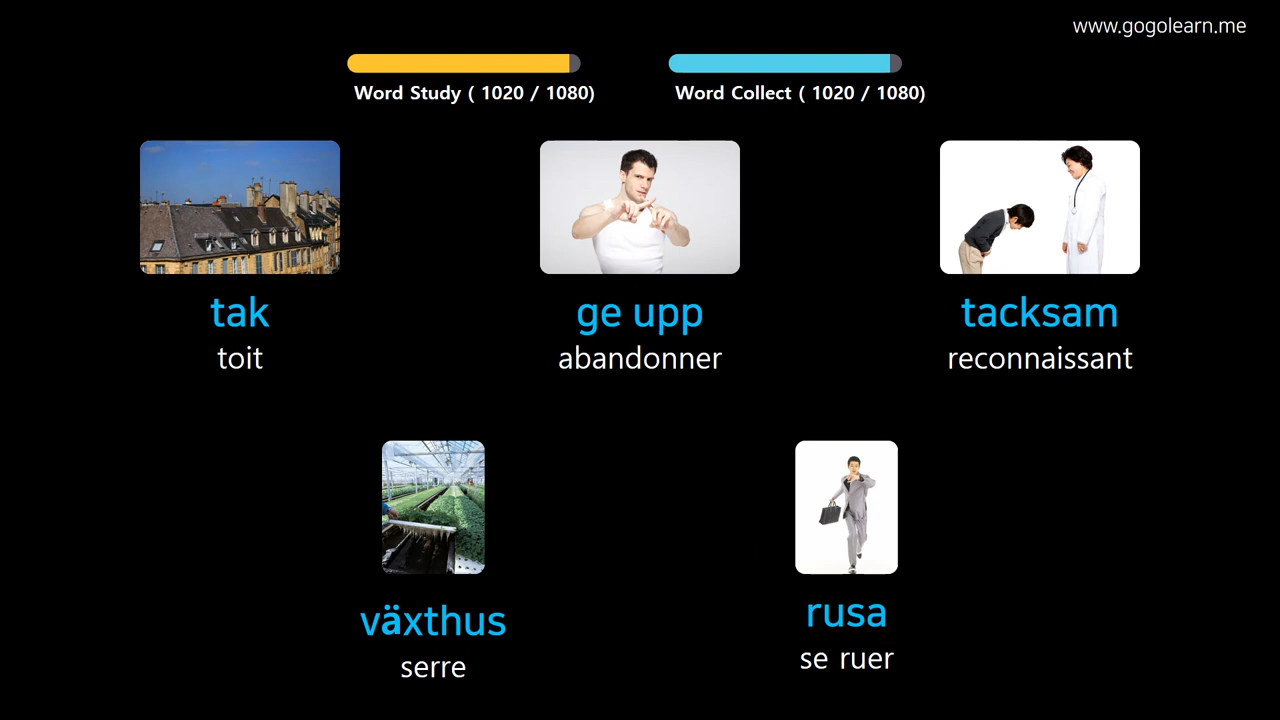 www.gogolearn.me
Word Study ( 1020 / 1080)
Word Collect ( 1020 / 1080)
tak
toit
ge upp
abandonner
tacksam
reconnaissant
växthus
serre
rusa
se ruer